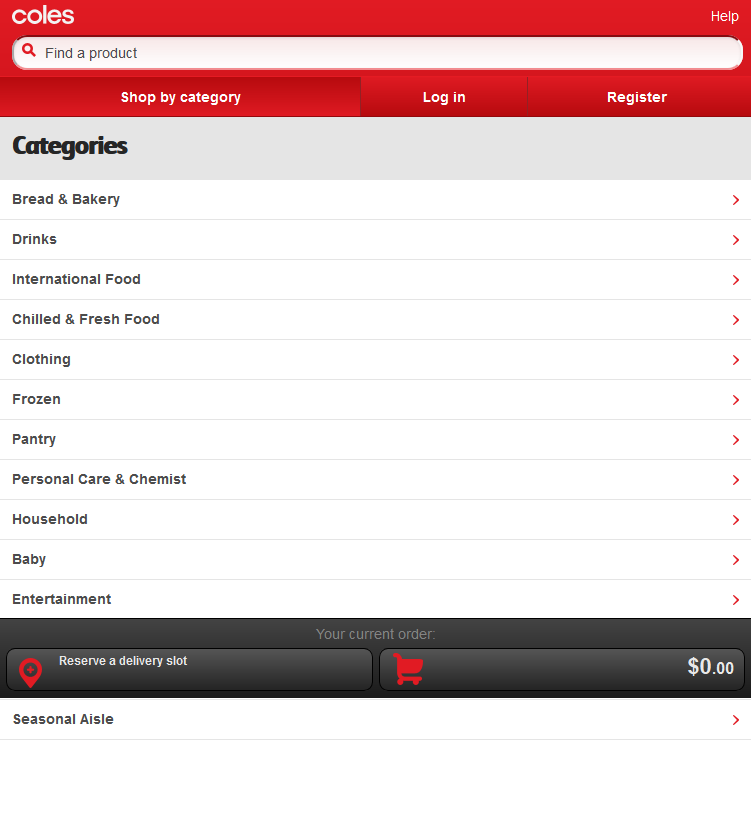 coles
Help
Find a product
Shop by category
Log in
Register
Categories
Bread & Bakery
Drinks
International Food
Chilled & Fresh Food
Clothing
Frozen
Pantry
Personal Care & Chemist
Household
Baby
Entertainment
Your current order:
Reserve a delivery slot
$0.00
Seasonal Aisle